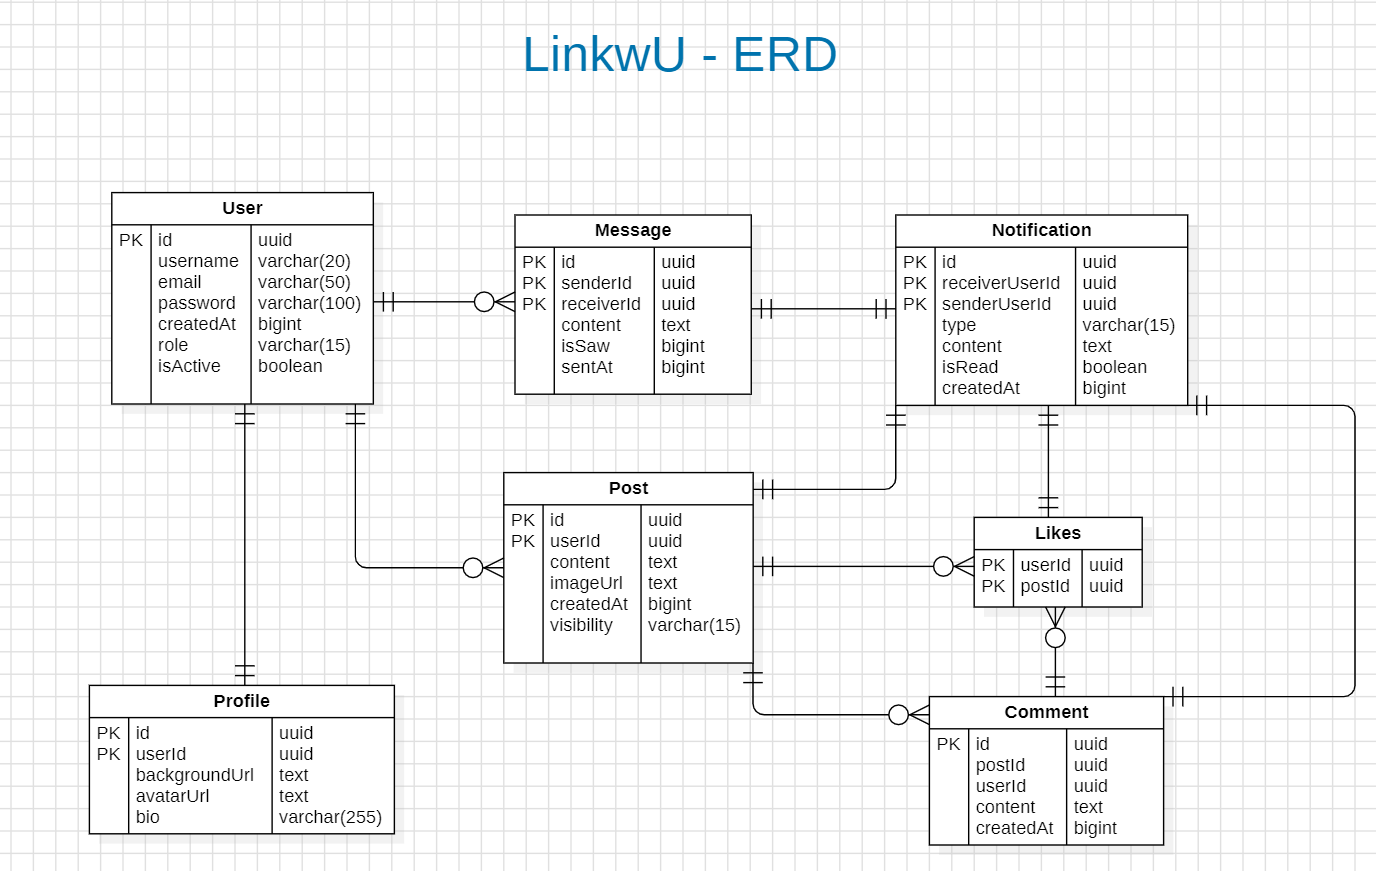 LinkwU - ERD
User
PK id uuid
username varchar(20)
email varchar(50)
password varchar(100)
createdAt bigint
role varchar(15)
isActive boolean
Message
PK id uuid
PK senderId uuid
PK receiverId uuid
content text
isSaw bigint
sentAt bigint
Notification
PK id uuid
PK receiverUserId uuid
PK senderUserId uuid
type varchar(15)
content text
isRead boolean
createdAt bigint
Post
PK id uuid
PK userId uuid
content text
imageUrl text
createdAt bigint
visibility varchar(15)
Likes
PK userId uuid
PK postId uuid
Profile
PK id uuid
PK userId uuid
backgroundUrl text
avatarUrl text
bio varchar(255)
Comment
PK id uuid
postId uuid
userId uuid
content text
createdAt bigint